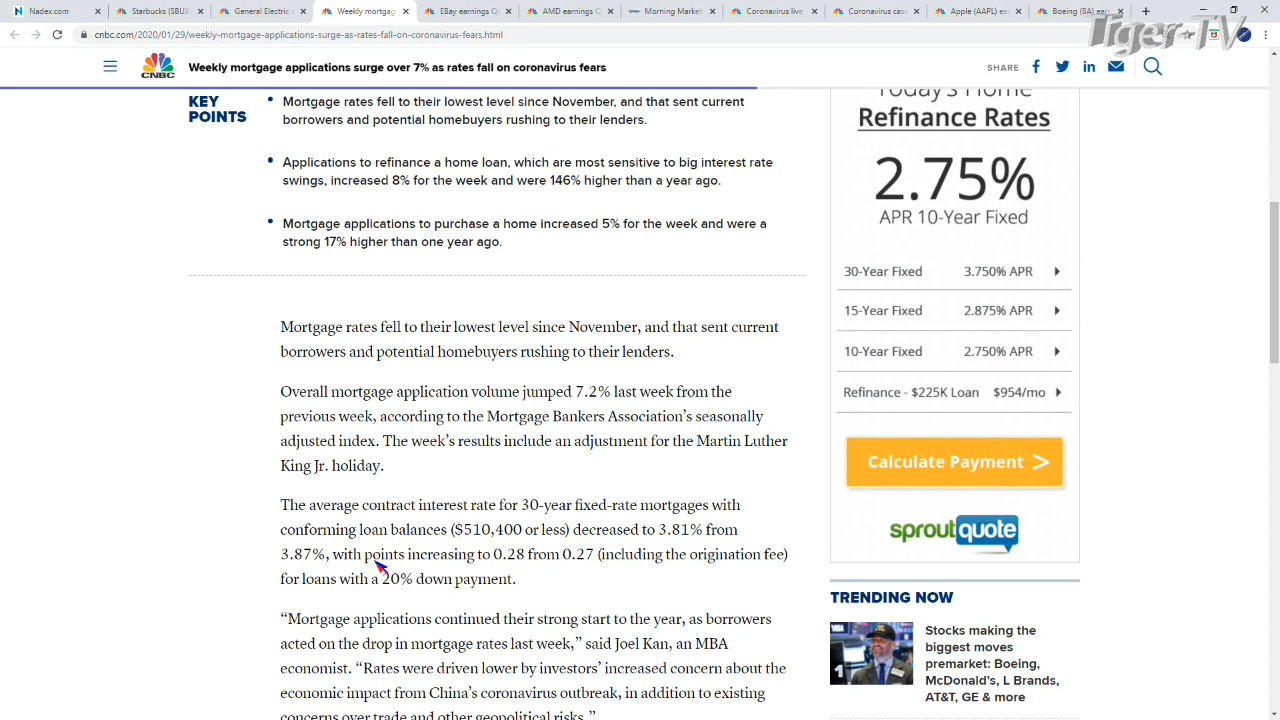 Nadex.com
Starbucks (SBUX
General Electric
Weekly mortgag
EBay earnings Q
AMD earnings Q
Morning Market
Coronavirus live
Coronavirus case
Apple (AAPL) ea
Boeing (BA) ear
Tiger-TV
cnbc.com/2020/01/29/weekly-mortgage-applications-surge-as-rates-fall-on-coronavirus-fears.html
CNBC
Weekly mortgage applications surge over 7% as rates fall on coronavirus fears
SHARE
KEY
POINTS
Mortgage rates fell to their lowest level since November, and that sent current
borrowers and potential homebuyers rushing to their lenders.
Applications to refinance a home loan, which are most sensitive to big interest rate
swings, increased 8% for the week and were 146% higher than a year ago.
Mortgage applications to purchase a home increased 5% for the week and were a
strong 17% higher than one year ago.
Mortgage rates fell to their lowest level since November, and that sent current
borrowers and potential homebuyers rushing to their lenders.
Overall mortgage application volume jumped 7.2% last week from the
previous week, according to the Mortgage Bankers Association’s seasonally
adjusted index. The week’s results include an adjustment for the Martin Luther
King Jr. holiday.
The average contract interest rate for 30-year fixed-rate mortgages with
conforming loan balances ($510,400 or less) decreased to 3.81% from
3.87%, with points increasing to 0.28 from 0.27 (including the origination fee)
for loans with a 20% down payment.
“Mortgage applications continued their strong start to the year, as borrowers
acted on the drop in mortgage rates last week,” said Joel Kan, an MBA
economist. “Rates were driven lower by investors’ increased concern about the
economic impact from China’s coronavirus outbreak, in addition to existing
concerns over trade and other geopolitical risks.”
Today's Home
Refinance Rates
2.75%
APR 10-Year Fixed
30-Year Fixed 3.750% APR
15-Year Fixed 2.875% APR
10-Year Fixed 2.750% APR
Refinance - $225K Loan $954/mo
Calculate Payment >
sproutquote
TRENDING NOW
1
Stocks making the
biggest moves
premarket: Boeing,
McDonald’s, L Brands,
AT&T, GE & more